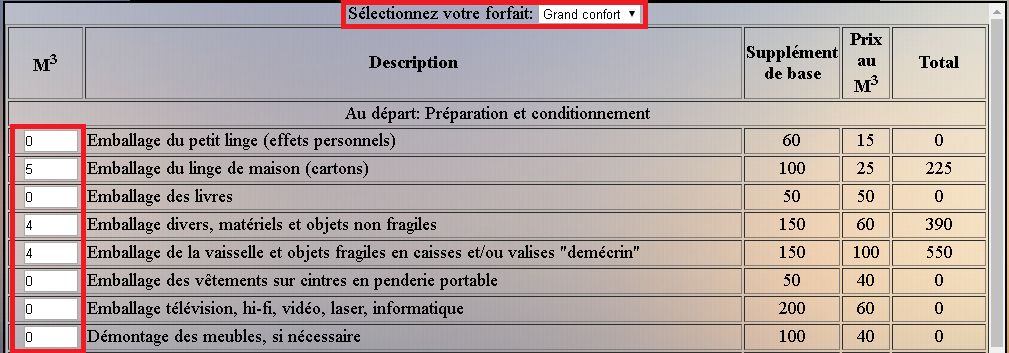 Sélectionnez votre forfait: Grand confort
M3 Description Supplément de base Prix au M3 Total
Au départ: Préparation et conditionnement
0 Emballage du petit linge (effets personnels) 60 15 0
5 Emballage du linge de maison (cartons) 100 25 225
0 Emballage des livres 50 50 0
4 Emballage divers, matériels et objets non fragiles 150 60 390
4 Emballage de la vaisselle et objets fragiles en caisses et/ou valises "demécrin" 150 100 550
0 Emballage des vêtements sur cintres en penderie portable 50 40 0
0 Emballage télévision, hi-fi, vidéo, laser, informatique 200 60 0
0 Démontage des meubles, si nécessaire 100 40 0